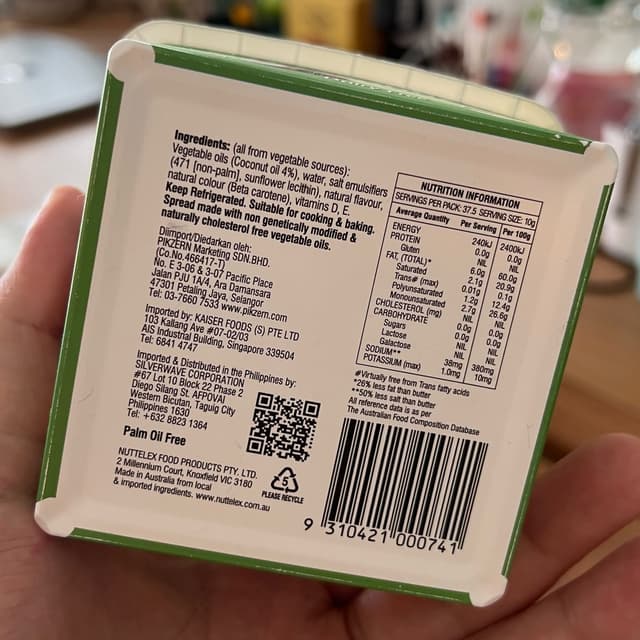 Ingredients: (all from vegetable sources):
Vegetable oils (Coconut oil 4%), water, salt emulsifiers
(471 [non-palm], sunflower lecithin), natural flavour,
natural colour (Beta carotene), vitamins D, E.
Keep Refrigerated. Suitable for cooking & baking.
Spread made with non genetically modified &
naturally cholesterol free vegetable oils.
Diimport/Diedarkan oleh:
PIKZERN Marketing SDN.BHD.
(Co.No.466417-T)
No. E 3-06 & 3-07 Pacific Place
Jalan PJU 1A/4, Ara Damansara
47301 Petaling Jaya, Selangor
Tel: 03-7660 7533 www.pikzern.com
Imported by: KAISER FOODS (S) PTE LTD
103 Kallang Ave #07-02/03
AIS Industrial Building, Singapore 339504
Tel: 6841 4747
Imported & Distributed in the Philippines by:
SILVERWAVE CORPORATION
#67 Lot 10 Block 22 Phase 2
Diego Silang St. AFPOVAI
Western Bicutan, Taguig City
Philippines 1630
Tel: +632 8823 1364
Palm Oil Free
NUTTELEX FOOD PRODUCTS PTY. LTD.
2 Millennium Court, Knoxfield VIC 3180
Made in Australia from local
& imported ingredients. www.nuttelex.com.au
5
PLEASE RECYCLE
NUTRITION INFORMATION
SERVINGS PER PACK: 37.5 SERVING SIZE: 10g
Average Quantity Per Serving Per 100g
ENERGY 240kJ 2400kJ
PROTEIN 0.0g 0.0g
Gluten NIL NIL
FAT, (TOTAL)* 6.0g 60.0g
Saturated 2.1g 20.9g
Trans# (max) 0.01g 0.1g
Polyunsaturated 1.2g 12.4g
Monounsaturated 2.7g 26.6g
CHOLESTEROL (mg) NIL NIL
CARBOHYDRATE 0.0g 0.0g
Sugars 0.0g 0.0g
Lactose NIL NIL
Galactose NIL NIL
SODIUM** 38mg 380mg
POTASSIUM (max) 1.0mg 10mg
#Virtually free from Trans fatty acids
*26% less fat than butter
**50% less salt than butter
All reference data is as per
The Australian Food Composition Database
9 310421 000741